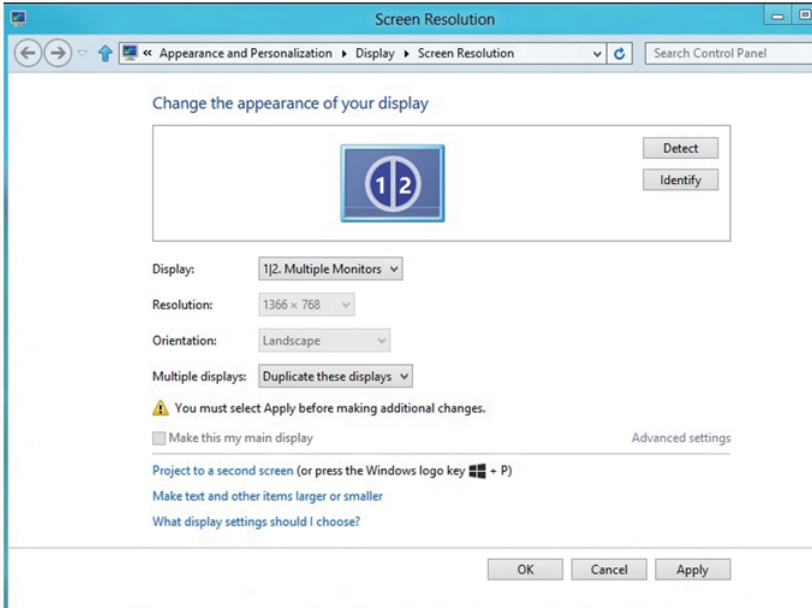 Screen Resolution
« Appearance and Personalization ▸ Display ▸ Screen Resolution
Search Control Panel
Change the appearance of your display
1|2
Detect
Identify
Display: 1|2. Multiple Monitors
Resolution: 1366 × 768
Orientation: Landscape
Multiple displays: Duplicate these displays
You must select Apply before making additional changes.
Make this my main display
Advanced settings
Project to a second screen (or press the Windows logo key + P)
Make text and other items larger or smaller
What display settings should I choose?
OK Cancel Apply